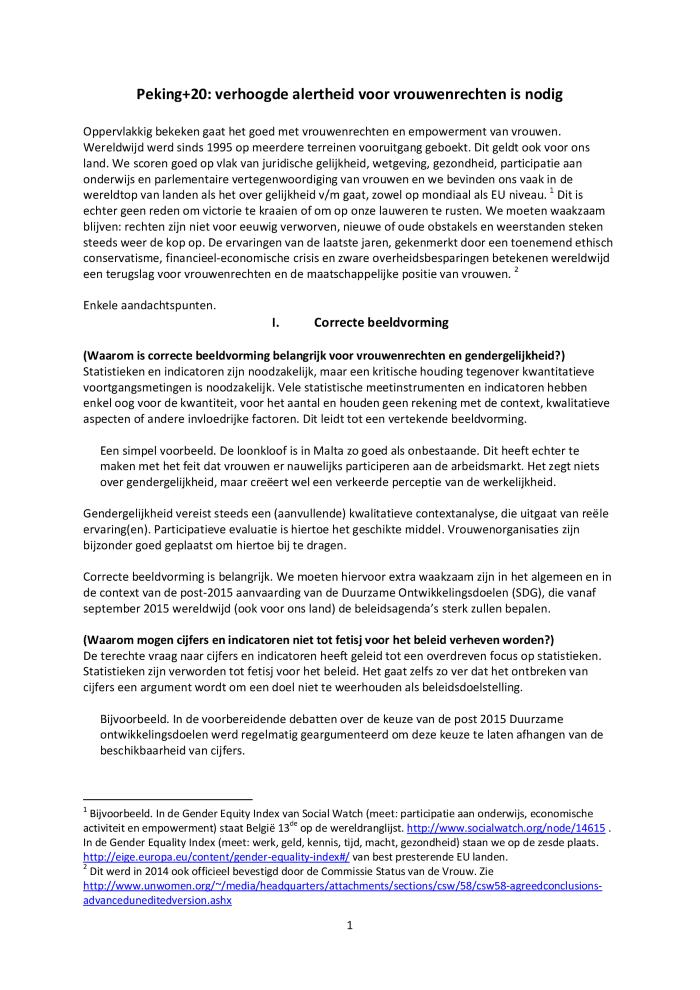 Peking+20: verhoogde alertheid voor vrouwenrechten is nodig
Oppervlakkig bekeken gaat het goed met vrouwenrechten en empowerment van vrouwen.
Wereldwijd werd sinds 1995 op meerdere terreinen vooruitgang geboekt. Dit geldt ook voor ons
land. We scoren goed op vlak van juridische gelijkheid, wetgeving, gezondheid, participatie aan
onderwijs en parlementaire vertegenwoordiging van vrouwen en we bevinden ons vaak in de
wereldtop van landen als het over gelijkheid v/m gaat, zowel op mondiaal als EU niveau. 1 Dit is
echter geen reden om victorie te kraaien of om op onze lauweren te rusten. We moeten waakzaam
blijven: rechten zijn niet voor eeuwig verworven, nieuwe of oude obstakels en weerstanden steken
steeds weer de kop op. De ervaringen van de laatste jaren, gekenmerkt door een toenemend ethisch
conservatisme, financieel-economische crisis en zware overheidsbesparingen betekenen wereldwijd
een terugslag voor vrouwenrechten en de maatschappelijke positie van vrouwen. 2
Enkele aandachtspunten.
I. Correcte beeldvorming
(Waarom is correcte beeldvorming belangrijk voor vrouwenrechten en gendergelijkheid?)
Statistieken en indicatoren zijn noodzakelijk, maar een kritische houding tegenover kwantitatieve
voortgangsmetingen is noodzakelijk. Vele statistische meetinstrumenten en indicatoren hebben
enkel oog voor de kwantiteit, voor het aantal en houden geen rekening met de context, kwalitatieve
aspecten of andere invloedrijke factoren. Dit leidt tot een vertekende beeldvorming.
Een simpel voorbeeld. De loonkloof is in Malta zo goed als onbestaande. Dit heeft echter te
maken met het feit dat vrouwen er nauwelijks participeren aan de arbeidsmarkt. Het zegt niets
over gendergelijkheid, maar creëert wel een verkeerde perceptie van de werkelijkheid.
Gendergelijkheid vereist steeds een (aanvullende) kwalitatieve contextanalyse, die uitgaat van reële
ervaring(en). Participatieve evaluatie is hiertoe het geschikte middel. Vrouwenorganisaties zijn
bijzonder goed geplaatst om hiertoe bij te dragen.
Correcte beeldvorming is belangrijk. We moeten hiervoor extra waakzaam zijn in het algemeen en in
de context van de post-2015 aanvaarding van de Duurzame Ontwikkelingsdoelen (SDG), die vanaf
september 2015 wereldwijd (ook voor ons land) de beleidsagenda's sterk zullen bepalen.
(Waarom mogen cijfers en indicatoren niet tot fetisj voor het beleid verheven worden?)
De terechte vraag naar cijfers en indicatoren heeft geleid tot een overdreven focus op statistieken.
Statistieken zijn verworden tot fetisj voor het beleid. Het gaat zelfs zo ver dat het ontbreken van
cijfers een argument wordt om een doel niet te weerhouden als beleidsdoelstelling.
Bijvoorbeeld. In de voorbereidende debatten over de keuze van de post 2015 Duurzame
ontwikkelingsdoelen werd regelmatig geargumenteerd om deze keuze te laten afhangen van de
beschikbaarheid van cijfers.
1 Bijvoorbeeld. In de Gender Equity Index van Social Watch (meet: participatie aan onderwijs, economische
activiteit en empowerment) staat België 13de op de wereldranglijst. http://www.socialwatch.org/node/14615 .
In de Gender Equality Index (meet: werk, geld, kennis, tijd, macht, gezondheid) staan we op de zesde plaats.
http://eige.europa.eu/content/gender-equality-index#/ van best presterende EU landen.
2 Dit werd in 2014 ook officieel bevestigd door de Commissie Status van de Vrouw. Zie
http://www.unwomen.org/~/media/headquarters/attachments/sections/csw/58/csw58-agreedconclusions-
advanceduneditedversion.ashx
1